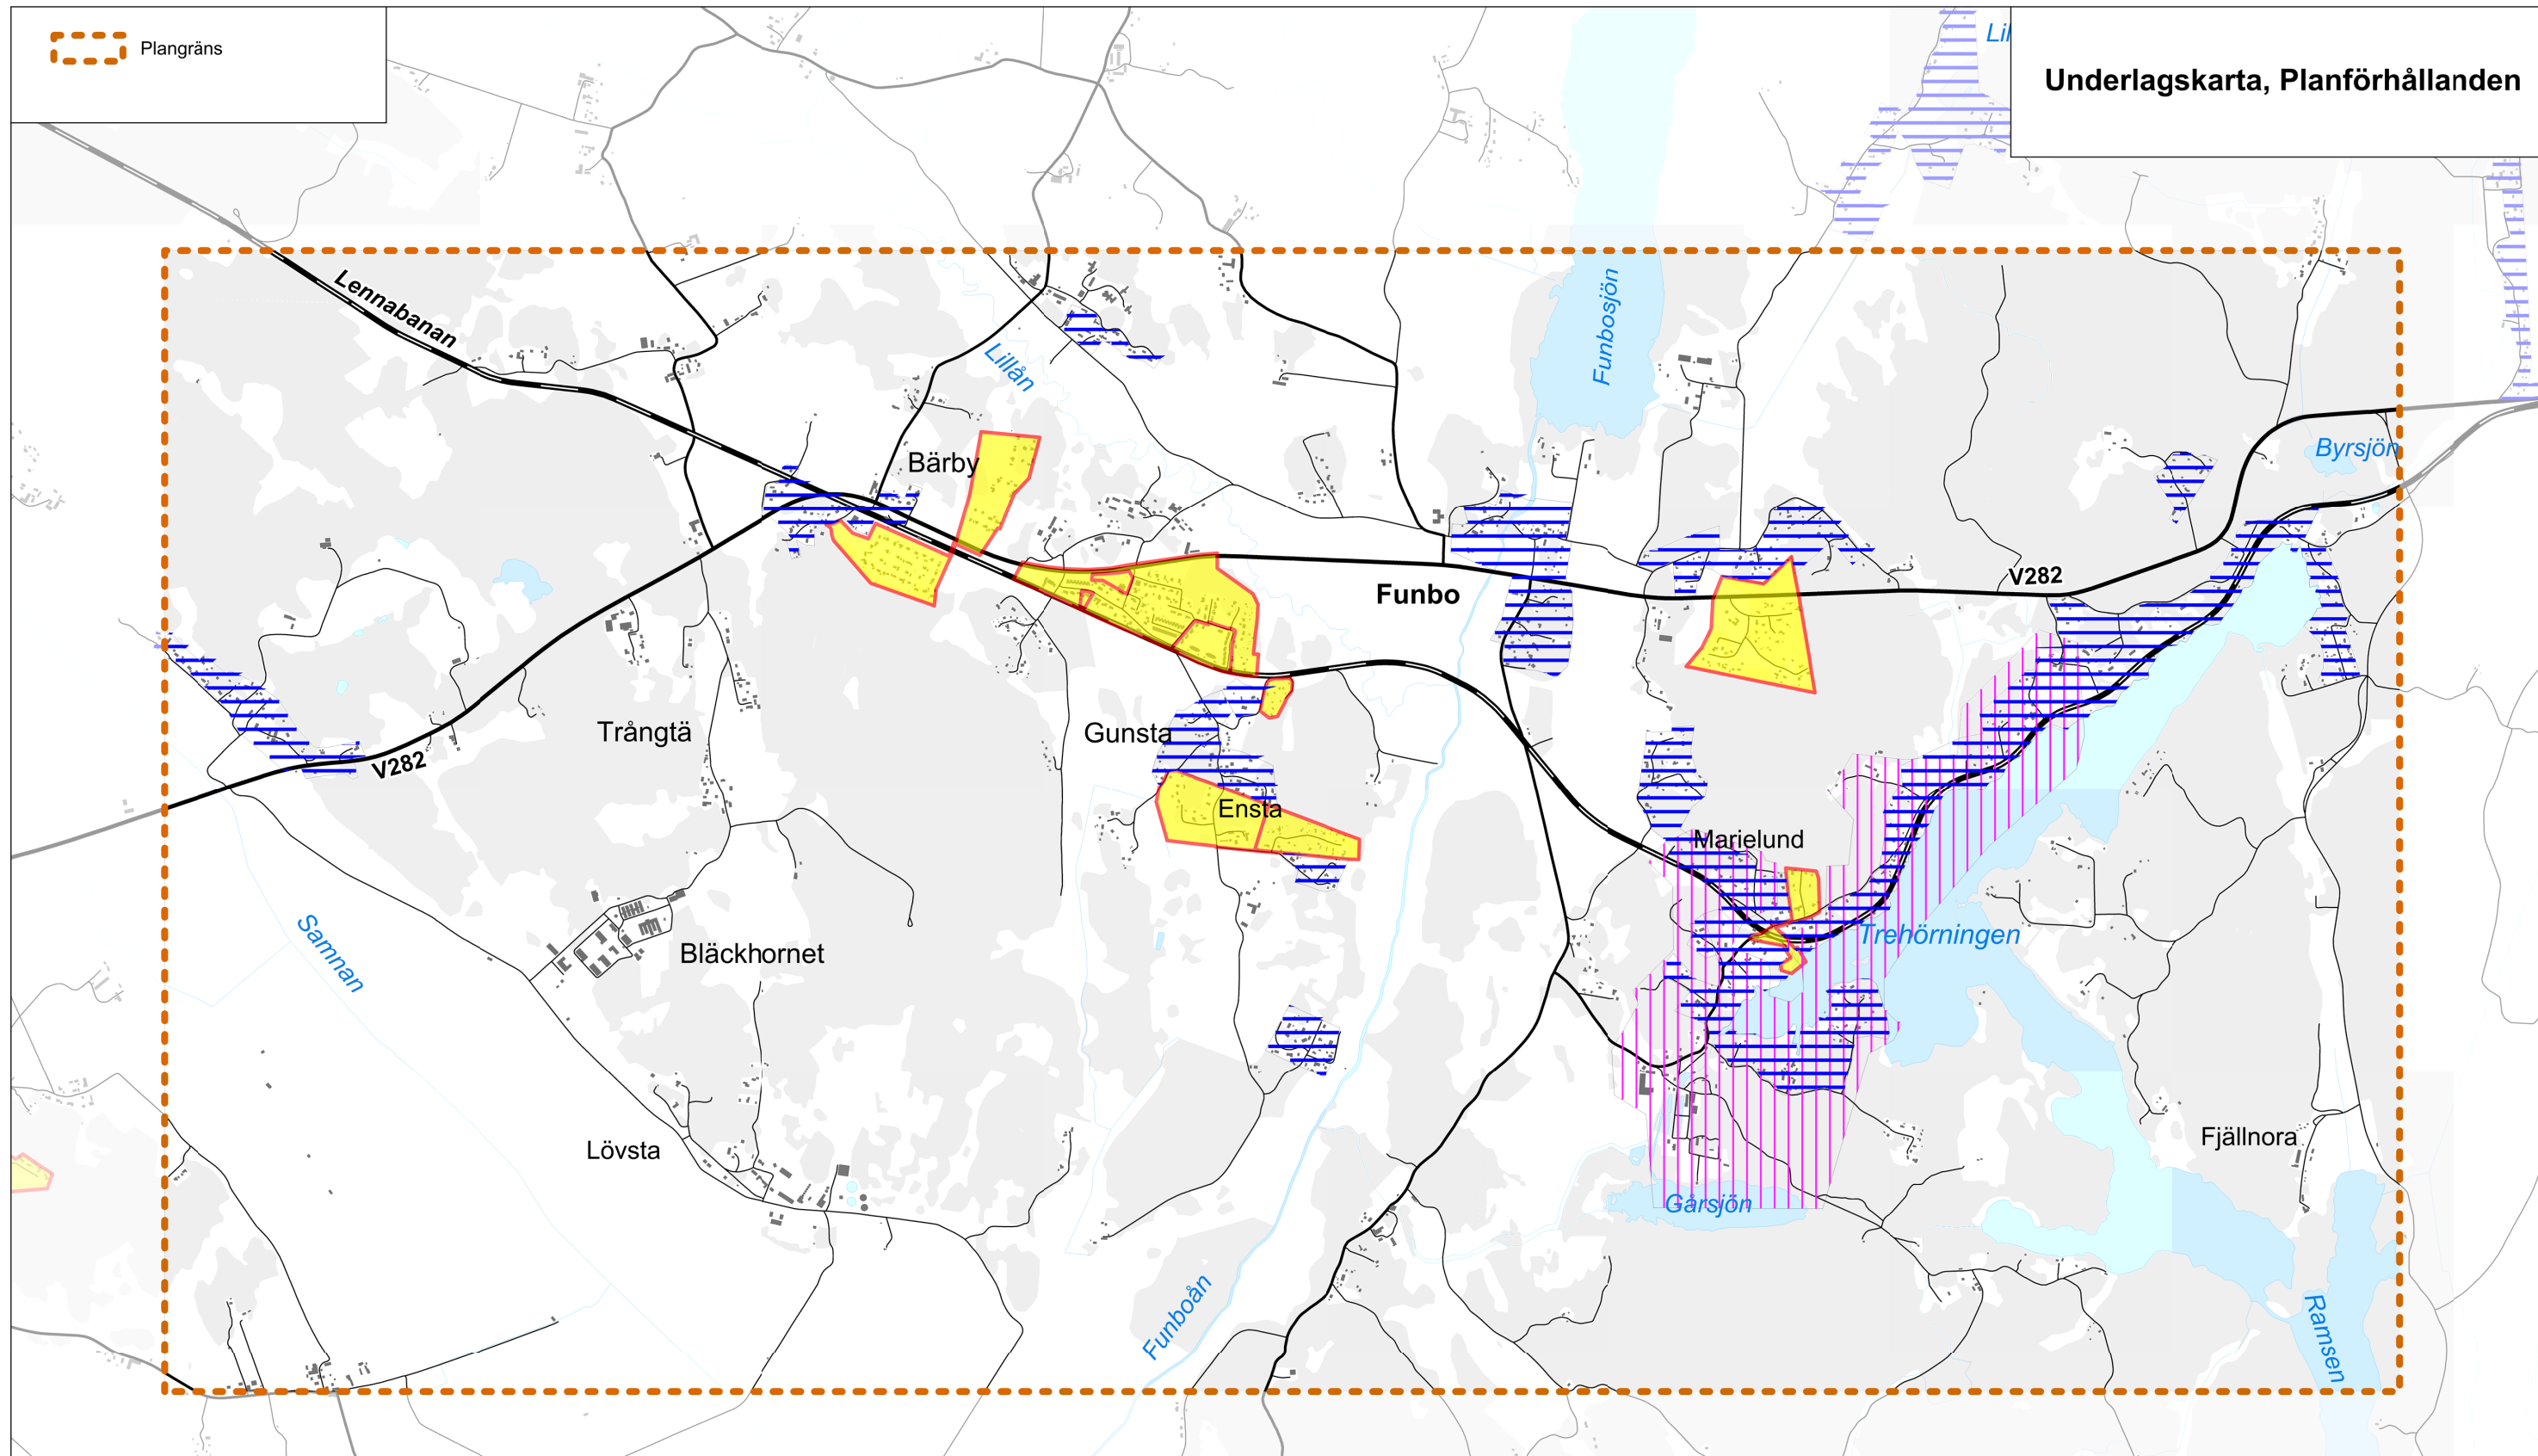 Plangräns
Lil
Underlagskarta, Planförhållanden
Lennabanan
Funbosjön
Lillån
Bärby
Byrsjön
V282
Funbo
Trångtä
Gunsta
V282
Ensta
Marielund
Samnan
Bläckhornet
Trehörningen
Lövsta
Fjällnora
Gårsjön
Funboån
Ramsen